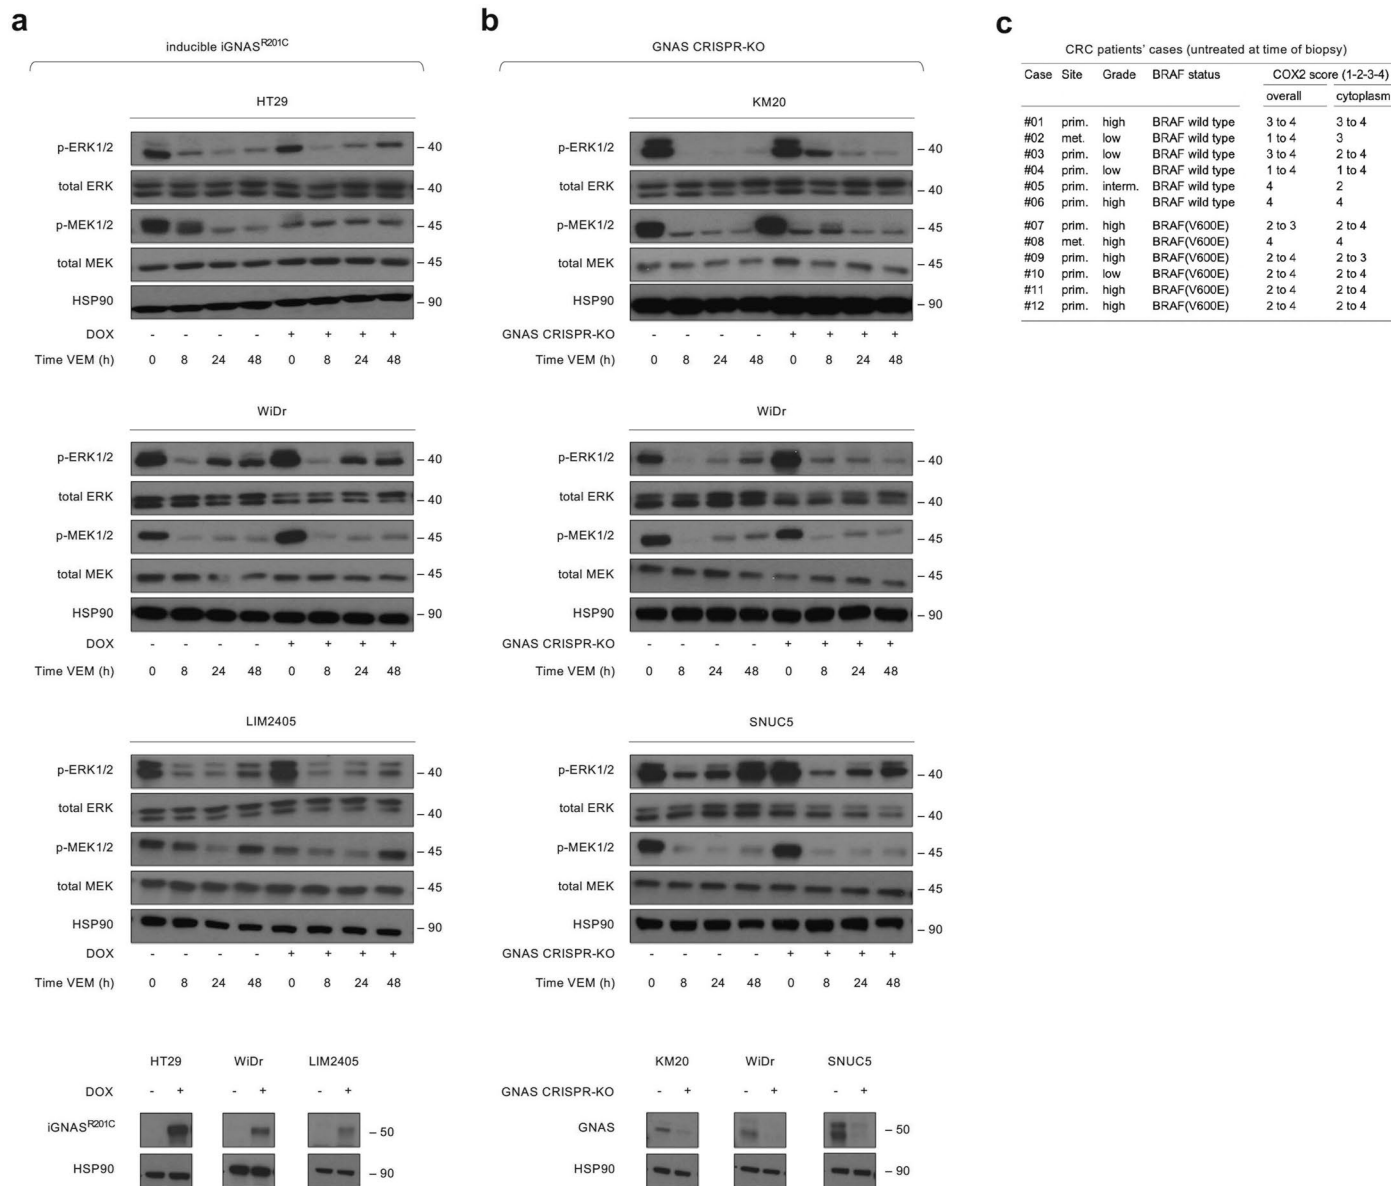 a
inducible iGNASR201C
HT29
p-ERK1/2
– 40
total ERK
– 40
p-MEK1/2
– 45
total MEK
– 45
HSP90
– 90
DOX - - - - + + + +
Time VEM (h) 0 8 24 48 0 8 24 48
WiDr
p-ERK1/2
– 40
total ERK
– 40
p-MEK1/2
– 45
total MEK
– 45
HSP90
– 90
DOX - - - - + + + +
Time VEM (h) 0 8 24 48 0 8 24 48
LIM2405
p-ERK1/2
– 40
total ERK
– 40
p-MEK1/2
– 45
total MEK
– 45
HSP90
– 90
DOX - - - - + + + +
Time VEM (h) 0 8 24 48 0 8 24 48
HT29 WiDr LIM2405
DOX - + - + - +
iGNASR201C
– 50
HSP90
– 90
b
GNAS CRISPR-KO
KM20
p-ERK1/2
– 40
total ERK
– 40
p-MEK1/2
– 45
total MEK
– 45
HSP90
– 90
GNAS CRISPR-KO - - - - + + + +
Time VEM (h) 0 8 24 48 0 8 24 48
WiDr
p-ERK1/2
– 40
total ERK
– 40
p-MEK1/2
– 45
total MEK
– 45
HSP90
– 90
GNAS CRISPR-KO - - - - + + + +
Time VEM (h) 0 8 24 48 0 8 24 48
SNUC5
p-ERK1/2
– 40
total ERK
– 40
p-MEK1/2
– 45
total MEK
– 45
HSP90
– 90
GNAS CRISPR-KO - - - - + + + +
Time VEM (h) 0 8 24 48 0 8 24 48
KM20 WiDr SNUC5
GNAS CRISPR-KO - + - + - +
GNAS
– 50
HSP90
– 90
c
CRC patients' cases (untreated at time of biopsy)
Case Site Grade BRAF status COX2 score (1-2-3-4)
overall cytoplasm
#01 prim. high BRAF wild type 3 to 4 3 to 4
#02 met. low BRAF wild type 1 to 4 3
#03 prim. low BRAF wild type 3 to 4 2 to 4
#04 prim. low BRAF wild type 1 to 4 1 to 4
#05 prim. interm. BRAF wild type 4 2
#06 prim. high BRAF wild type 4 4
#07 prim. high BRAF(V600E) 2 to 3 2 to 4
#08 met. high BRAF(V600E) 4 4
#09 prim. high BRAF(V600E) 2 to 4 2 to 3
#10 prim. low BRAF(V600E) 2 to 4 2 to 4
#11 prim. high BRAF(V600E) 2 to 4 2 to 4
#12 prim. high BRAF(V600E) 2 to 4 2 to 4